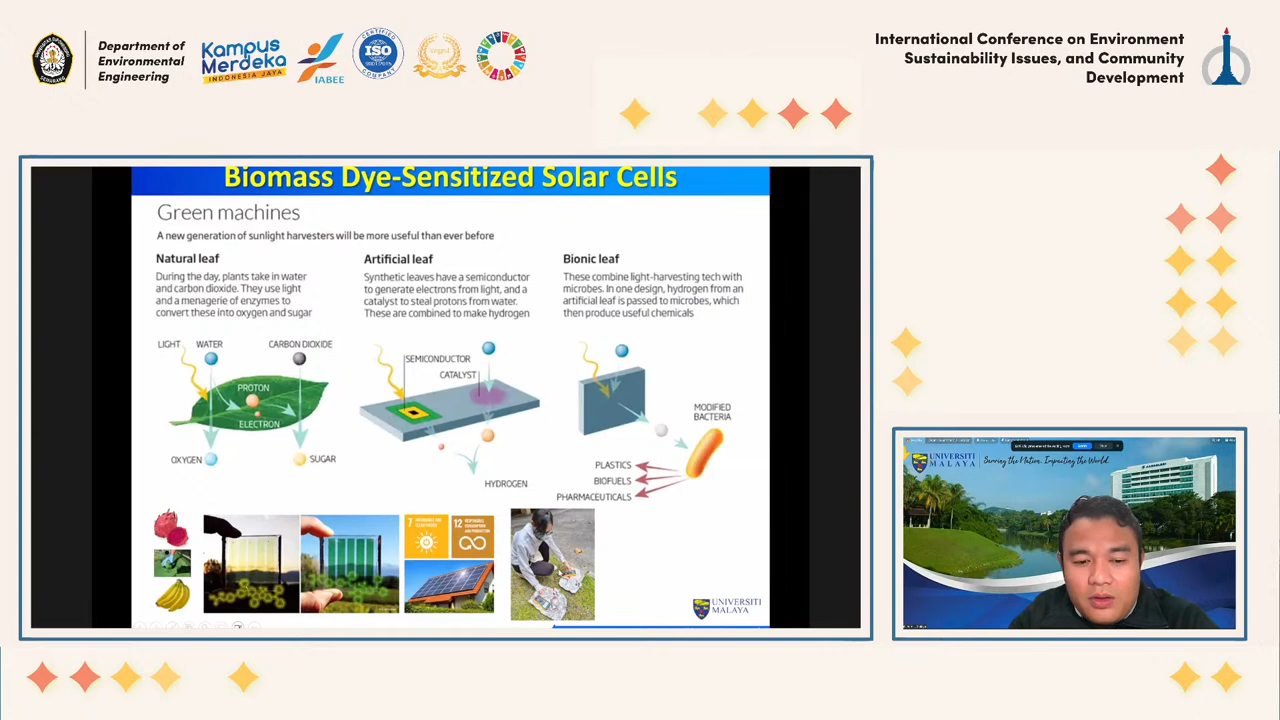 Department of
Environmental
Engineering
Kampus
Merdeka
INDONESIA JAYA
IABEE
CERTIFIED
ISO
COMPANY
International Conference on Environment
Sustainability Issues, and Community
Development
Biomass Dye-Sensitized Solar Cells
Green machines
A new generation of sunlight harvesters will be more useful than ever before
Natural leaf
During the day, plants take in water
and carbon dioxide. They use light
and a menagerie of enzymes to
convert these into oxygen and sugar
Artificial leaf
Synthetic leaves have a semiconductor
to generate electrons from light, and a
catalyst to steal protons from water.
These are combined to make hydrogen
Bionic leaf
These combine light-harvesting tech with
microbes. In one design, hydrogen from an
artificial leaf is passed to microbes, which
then produce useful chemicals
LIGHT WATER CARBON DIOXIDE
PROTON
ELECTRON
OXYGEN SUGAR
SEMICONDUCTOR
CATALYST
HYDROGEN
MODIFIED
BACTERIA
PLASTICS
BIOFUELS
PHARMACEUTICALS
7
12
UNIVERSITI
MALAYA
UNIVERSITI
MALAYA
Serving the Nation, Impacting the World.